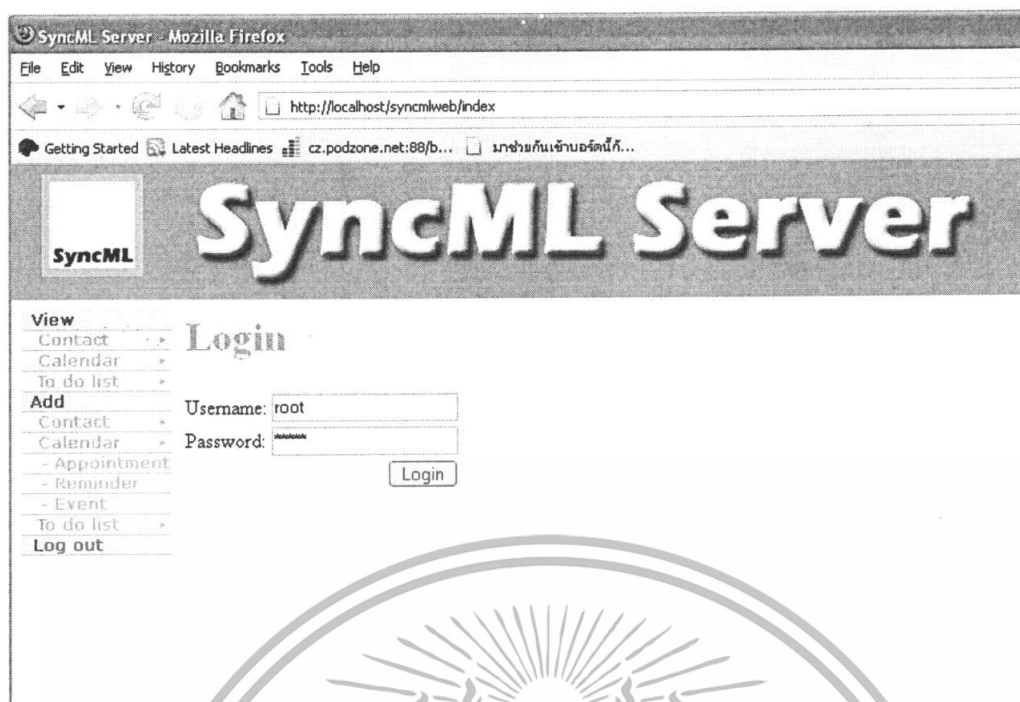 SyncML Server - Mozilla Firefox
File Edit View History Bookmarks Tools Help
http://localhost/syncmlweb/index
Getting Started Latest Headlines cz.podzone.net:88/b... มาช่วยกันเข้าบอร์ดนี้กั...
SyncML
SyncML Server
View
Contact
Calendar
To do list
Add
Contact
Calendar
- Appointment
- Reminder
- Event
To do list
Log out
Login
Username: root
Password: ****
Login